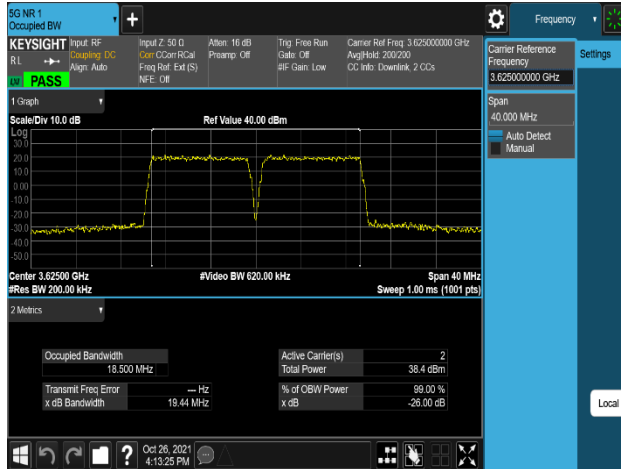 5G NR 1
Occupied BW
Frequency
KEYSIGHT
Input: RF
Input Z: 50 Ω
Atten: 16 dB
Trig: Free Run
Carrier Ref Freq: 3.625000000 GHz
RL
Coupling: DC
Corr CCorr RCal
Preamp: Off
Gate: Off
Avg|Hold: 200/200
Align: Auto
Freq Ref: Ext (S)
#IF Gain: Low
CC Info: Downlink, 2 CCs
NFE: Off
PASS
Carrier Reference
Frequency
3.625000000 GHz
Settings
Span
40.000 MHz
Auto Detect
Manual
1 Graph
Scale/Div 10.0 dB
Ref Value 40.00 dBm
Log
30.0
20.0
10.0
0.00
-10.0
-20.0
-30.0
-40.0
-50.0
Center 3.62500 GHz
#Video BW 620.00 kHz
Span 40 MHz
#Res BW 200.00 kHz
Sweep 1.00 ms (1001 pts)
2 Metrics
Occupied Bandwidth
18.500 MHz
Active Carrier(s)
2
Total Power
38.4 dBm
Transmit Freq Error
--- Hz
x dB Bandwidth
19.44 MHz
% of OBW Power
99.00 %
x dB
-26.00 dB
Local
?
Oct 26, 2021
4:13:25 PM